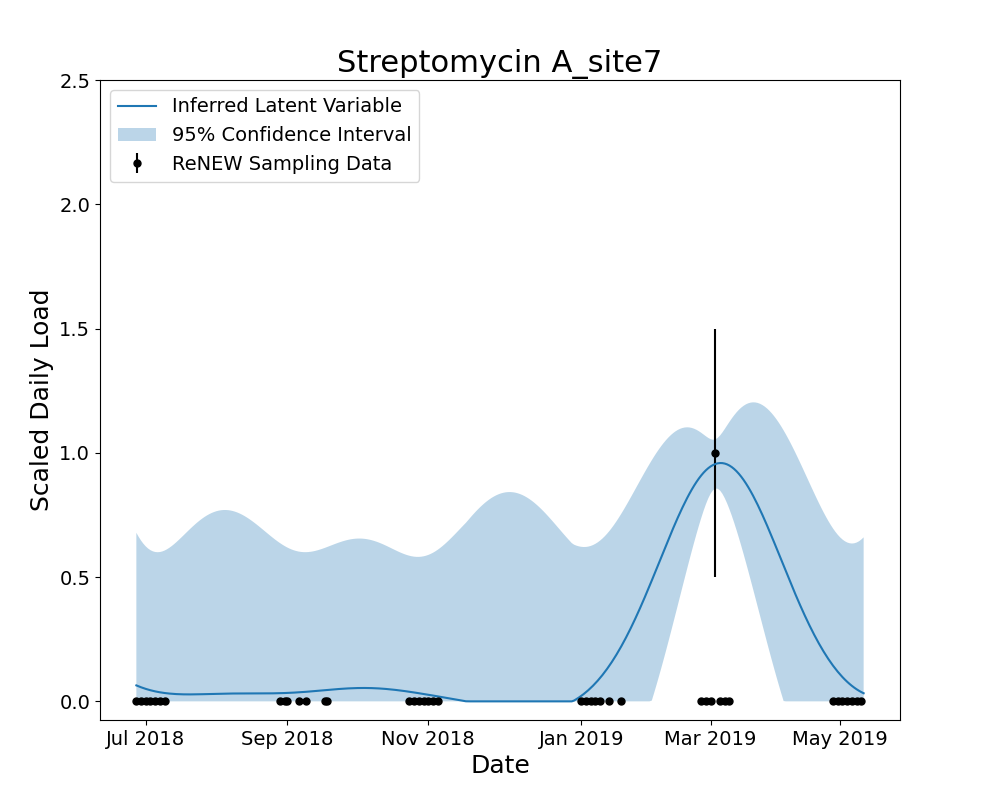 Streptomycin A_site7
2.5
Inferred Latent Variable
95% Confidence Interval
ReNEW Sampling Data
2.0
1.5
1.0
0.5
0.0
Scaled Daily Load
Jul 2018 Sep 2018 Nov 2018 Jan 2019 Mar 2019 May 2019
Date